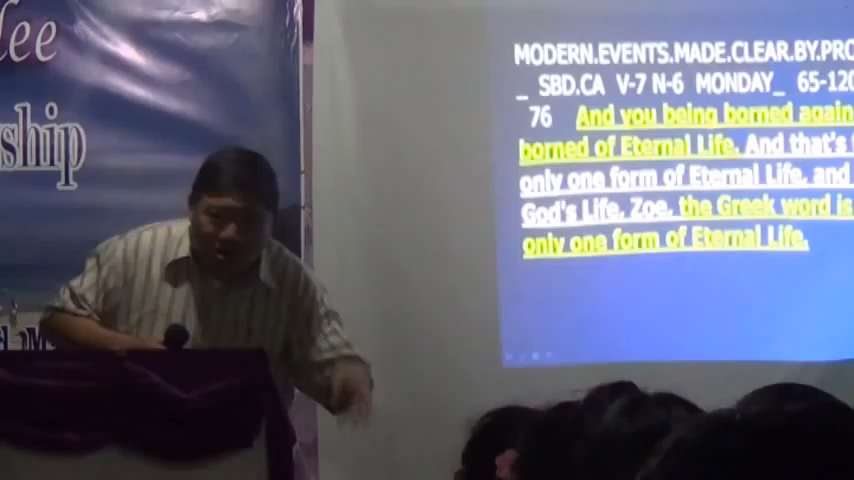 lee
ship
MODERN.EVENTS.MADE.CLEAR.BY.PRO
_ SBD.CA V-7 N-6 MONDAY_ 65-120
76 And you being borned again
borned of Eternal Life. And that's
only one form of Eternal Life, and
God's Life, Zoe, the Greek word is
only one form of Eternal Life.